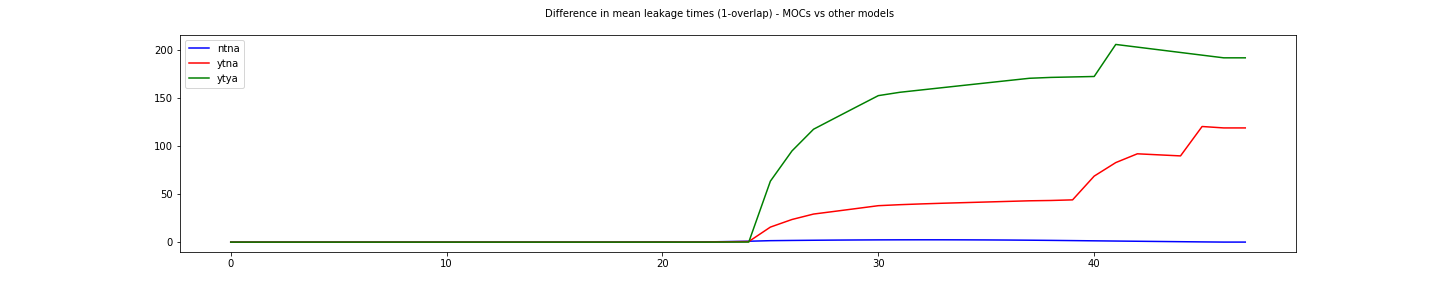 Difference in mean leakage times (1-overlap) - MOCs vs other models
ntna
ytna
ytya
200
150
100
50
0
0 10 20 30 40